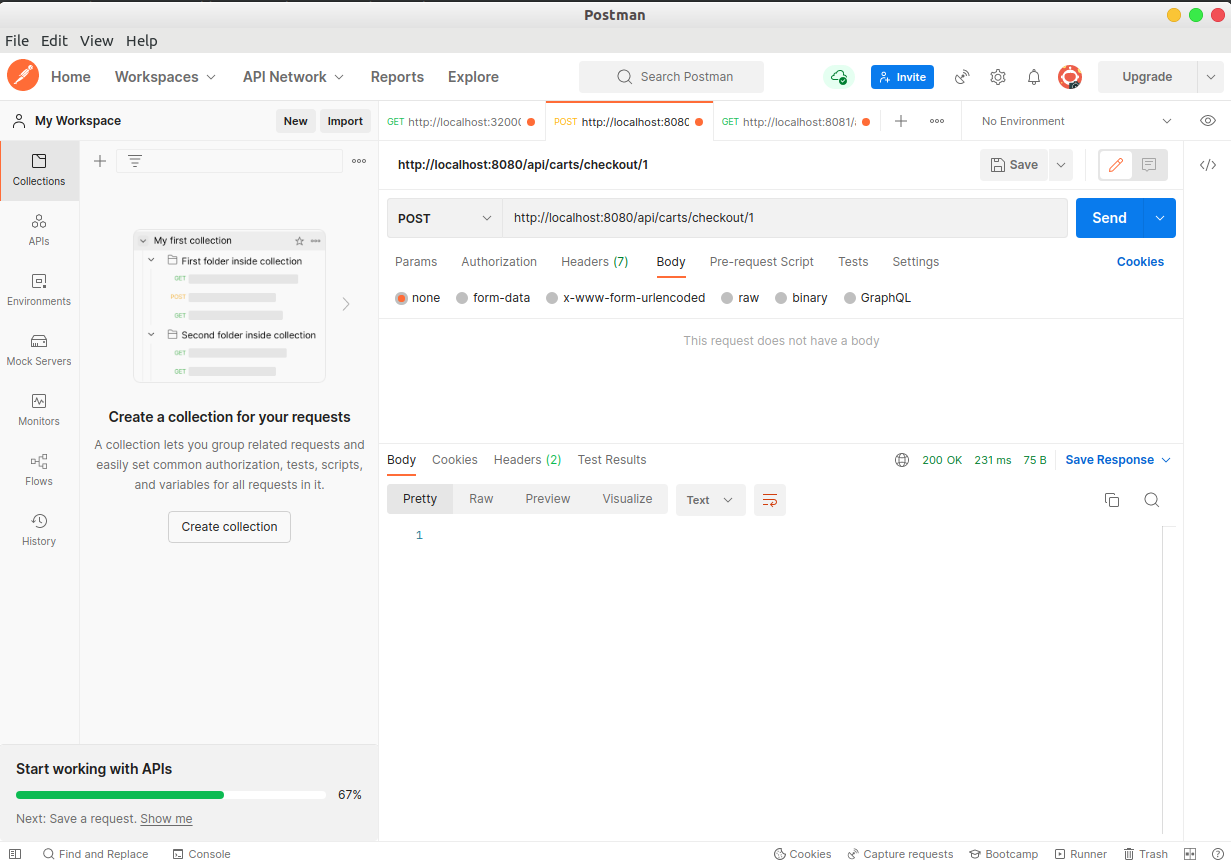 Postman
File Edit View Help
Home Workspaces API Network Reports Explore Search Postman Invite Upgrade
My Workspace New Import
GET http://localhost:3200 POST http://localhost:8080 GET http://localhost:8081/ No Environment
Collections
APIs
Environments
Mock Servers
Monitors
Flows
History
My first collection
First folder inside collection
GET
POST
GET
Second folder inside collection
GET
GET
Create a collection for your requests
A collection lets you group related requests and
easily set common authorization, tests, scripts,
and variables for all requests in it.
Create collection
Start working with APIs
67%
Next: Save a request. Show me
http://localhost:8080/api/carts/checkout/1 Save
POST http://localhost:8080/api/carts/checkout/1 Send
Params Authorization Headers (7) Body Pre-request Script Tests Settings Cookies
none form-data x-www-form-urlencoded raw binary GraphQL
This request does not have a body
Body Cookies Headers (2) Test Results 200 OK 231 ms 75 B Save Response
Pretty Raw Preview Visualize Text
1
Find and Replace Console Cookies Capture requests Bootcamp Runner Trash